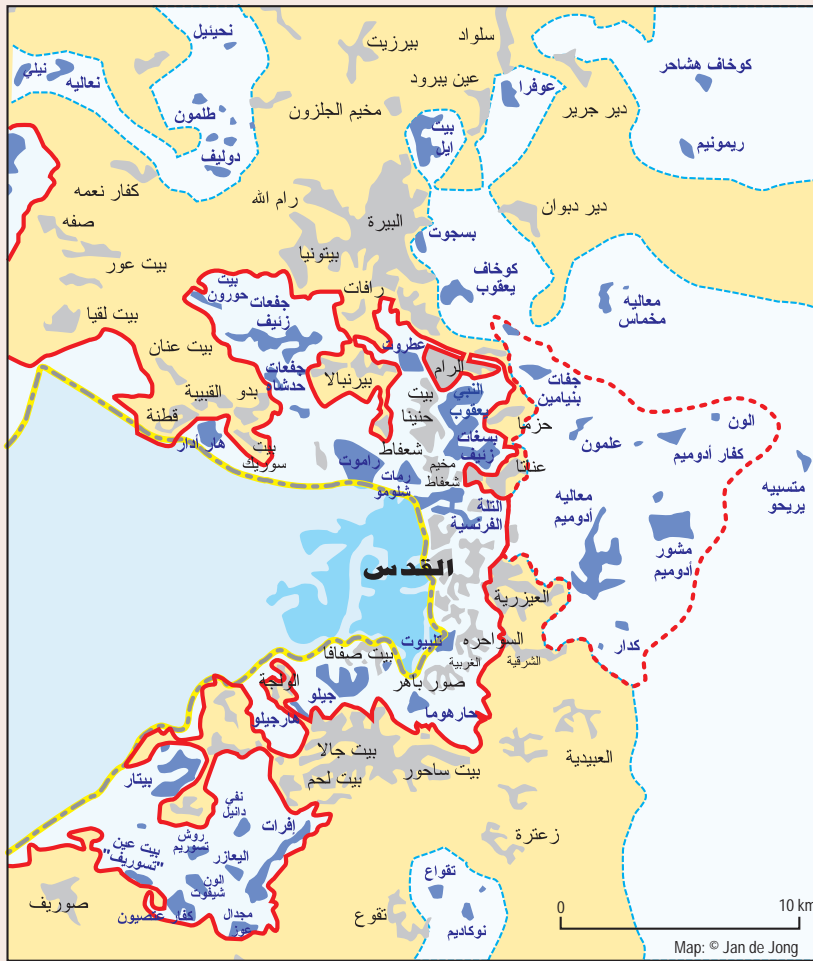 نحيئيل
بيرزيت
سلواد
نيلي
نعاليه
عين يبرود
كوخاف هشاحر
عوفرا
دير جرير
طلمون
مخيم الجلزون
بيت
ايل
ريمونيم
دوليف
كفار نعمه
رام الله
البيرة
دير دبوان
صفه
بسجوت
بيتونيا
بيت عور
كوخاف
يعقوب
بيت
حورون
جفعات
زئيف
رافات
معاليه
مخماس
بيت لقيا
عطروت
بيت عنان
الرام
جفات
بنيامين
بيرنبالا
جفعات
حدشاه
بيت
حنينا
النبي
يعقوب
بدو
القبيبة
قطنة
حزما
الون
علمون
هار أدار
بيت
سوريك
شعفاط
بسغات
زئيف
كفار أدوميم
راموت
رمات
شلومو
مخيم
شعفاط
عناتا
متسبيه
يريحو
التلة
الفرنسية
معاليه
أدوميم
مشور
أدوميم
القدس
العيزرية
تلبيوت
السواحره
الغربية
الشرقية
كدار
بيت صفافا
الولجة
صور باهر
جيلو
هارجيلو
حارهوما
بيت جالا
العبيدية
بيتار
بيت ساحور
بيت لحم
نفي
دانيل
إفرات
زعترة
روش
تسوريم
بيت عين
"تسوريف"
اليعازر
الون
شيفوت
تقواع
صوريف
كفار عتصيون
مجدال
عوز
تقوع
نوكاديم
0
10 km
Map: © Jan de Jong